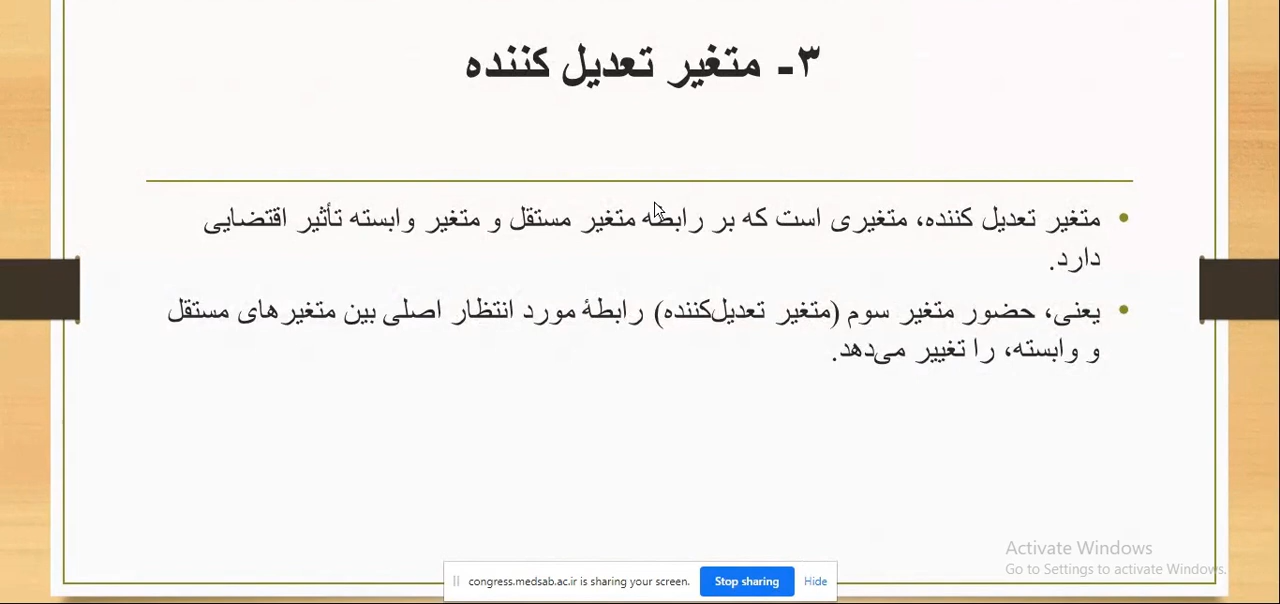 ۳- متغیر تعدیل کننده
• متغیر تعدیل کننده، متغیری است که بر رابطه متغیر مستقل و متغیر وابسته تأثیر اقتضایی
دارد.
• یعنی، حضور متغیر سوم (متغیر تعدیل‌کننده) رابطهٔ مورد انتظار اصلی بین متغیرهای مستقل
و وابسته، را تغییر می‌دهد.
Activate Windows
Go to Settings to activate Windows.
congress.medsab.ac.ir is sharing your screen. Stop sharing Hide